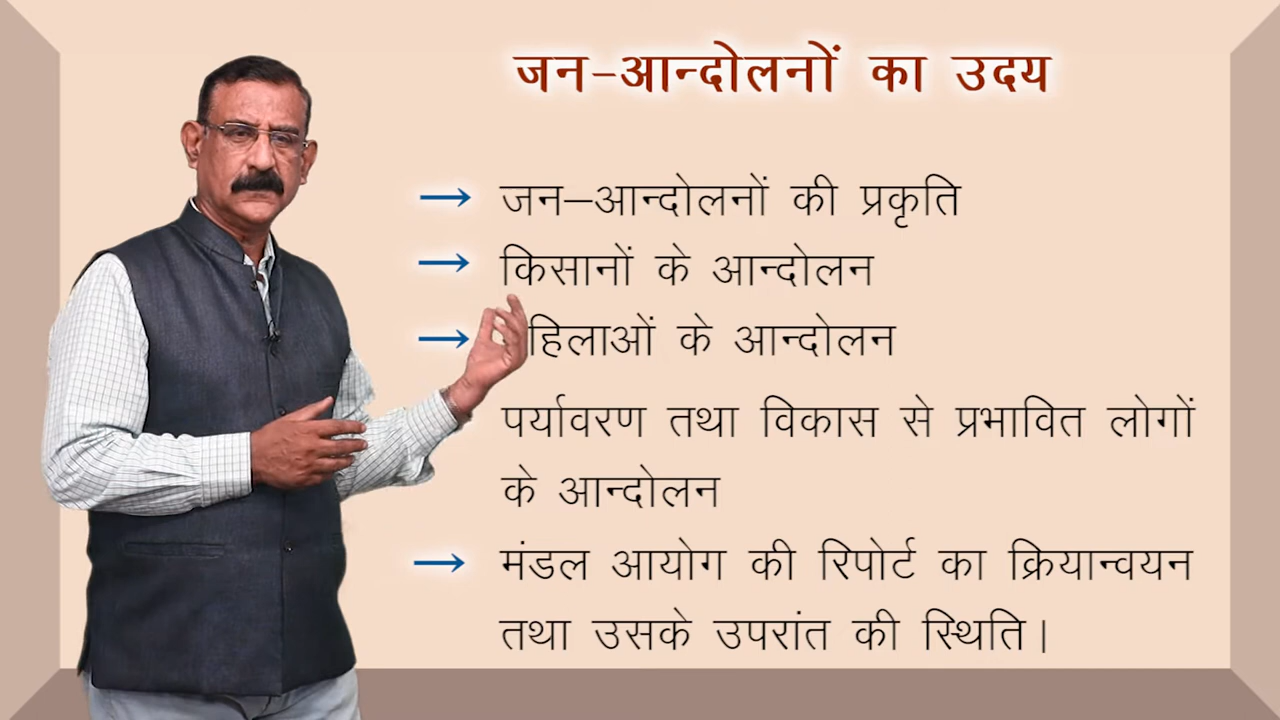 जन-आन्दोलनों का उदय
→ जन–आन्दोलनों की प्रकृति
→ किसानों के आन्दोलन
→ के आन्दोलन
पर्यावरण तथा विकास से प्रभावित लोगों
के आन्दोलन
→ मंडल आयोग की रिपोर्ट का क्रियान्वयन
तथा उसके उपरांत की स्थिति।